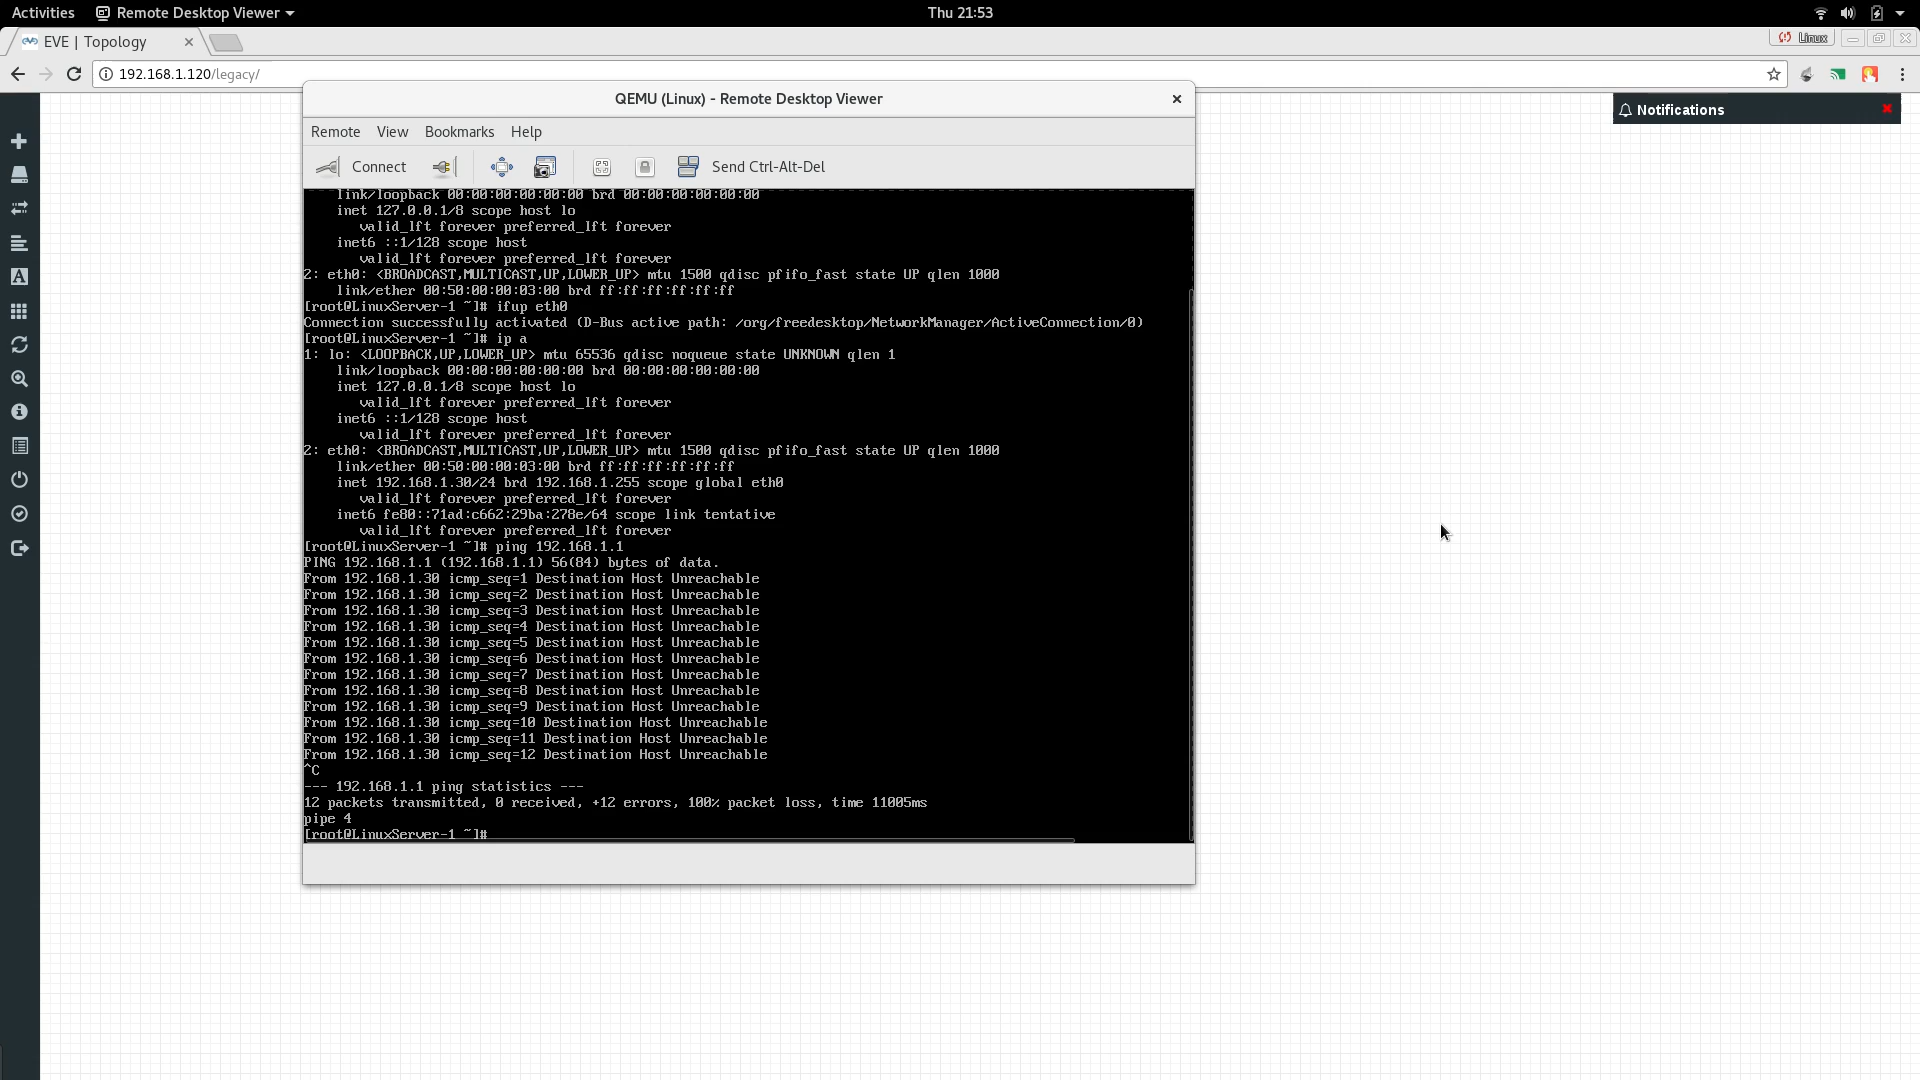 Activities Remote Desktop Viewer Thu 21:53
EVE | Topology Linux
192.168.1.120/legacy/
QEMU (Linux) - Remote Desktop Viewer
Notifications
Remote View Bookmarks Help
Connect Send Ctrl-Alt-Del
link/loopback 00:00:00:00:00:00 brd 00:00:00:00:00:00
inet 127.0.0.1/8 scope host lo
valid_lft forever preferred_lft forever
inet6 ::1/128 scope host
valid_lft forever preferred_lft forever
2: eth0: <BROADCAST,MULTICAST,UP,LOWER_UP> mtu 1500 qdisc pfifo_fast state UP qlen 1000
link/ether 00:50:00:00:03:00 brd ff:ff:ff:ff:ff:ff
[root@LinuxServer-1 ~]# ifup eth0
Connection successfully activated (D-Bus active path: /org/freedesktop/NetworkManager/ActiveConnection/0)
[root@LinuxServer-1 ~]# ip a
1: lo: <LOOPBACK,UP,LOWER_UP> mtu 65536 qdisc noqueue state UNKNOWN qlen 1
link/loopback 00:00:00:00:00:00 brd 00:00:00:00:00:00
inet 127.0.0.1/8 scope host lo
valid_lft forever preferred_lft forever
inet6 ::1/128 scope host
valid_lft forever preferred_lft forever
2: eth0: <BROADCAST,MULTICAST,UP,LOWER_UP> mtu 1500 qdisc pfifo_fast state UP qlen 1000
link/ether 00:50:00:00:03:00 brd ff:ff:ff:ff:ff:ff
inet 192.168.1.30/24 brd 192.168.1.255 scope global eth0
valid_lft forever preferred_lft forever
inet6 fe80::71ad:c662:29ba:278e/64 scope link tentative
valid_lft forever preferred_lft forever
[root@LinuxServer-1 ~]# ping 192.168.1.1
PING 192.168.1.1 (192.168.1.1) 56(84) bytes of data.
From 192.168.1.30 icmp_seq=1 Destination Host Unreachable
From 192.168.1.30 icmp_seq=2 Destination Host Unreachable
From 192.168.1.30 icmp_seq=3 Destination Host Unreachable
From 192.168.1.30 icmp_seq=4 Destination Host Unreachable
From 192.168.1.30 icmp_seq=5 Destination Host Unreachable
From 192.168.1.30 icmp_seq=6 Destination Host Unreachable
From 192.168.1.30 icmp_seq=7 Destination Host Unreachable
From 192.168.1.30 icmp_seq=8 Destination Host Unreachable
From 192.168.1.30 icmp_seq=9 Destination Host Unreachable
From 192.168.1.30 icmp_seq=10 Destination Host Unreachable
From 192.168.1.30 icmp_seq=11 Destination Host Unreachable
From 192.168.1.30 icmp_seq=12 Destination Host Unreachable
^C
--- 192.168.1.1 ping statistics ---
12 packets transmitted, 0 received, +12 errors, 100% packet loss, time 11005ms
pipe 4
[root@LinuxServer-1 ~]#